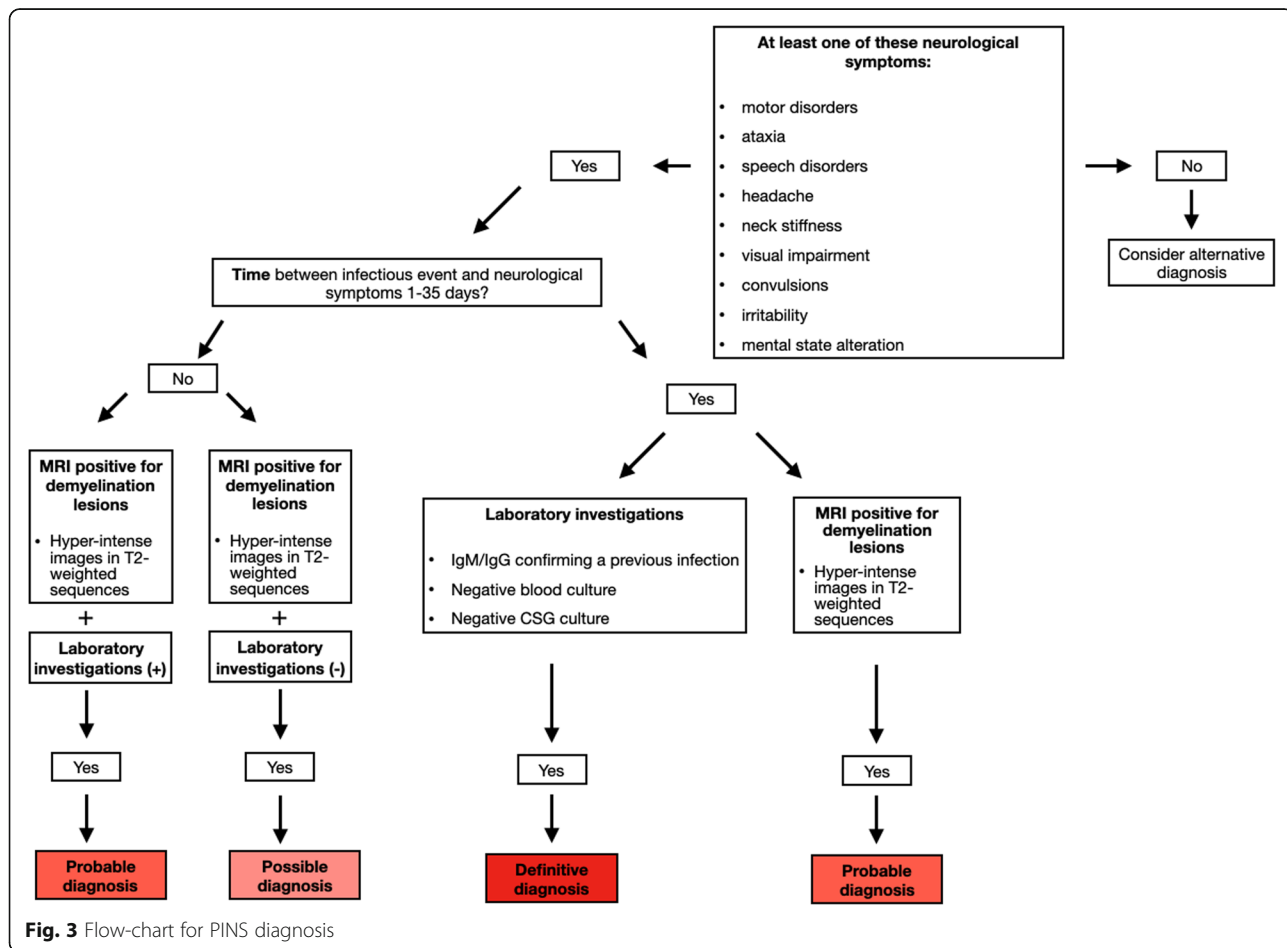 At least one of these neurological
symptoms:
• motor disorders
• ataxia
• speech disorders
• headache
• neck stiffness
• visual impairment
• convulsions
• irritability
• mental state alteration
Yes
No
Consider alternative
diagnosis
Time between infectious event and neurological
symptoms 1-35 days?
No
Yes
MRI positive for
demyelination
lesions
• Hyper-intense
images in T2-
weighted
sequences
+
Laboratory
investigations (+)
Yes
Probable
diagnosis
MRI positive for
demyelination
lesions
• Hyper-intense
images in T2-
weighted
sequences
+
Laboratory
investigations (-)
Yes
Possible
diagnosis
Laboratory investigations
• IgM/IgG confirming a previous infection
• Negative blood culture
• Negative CSG culture
Yes
Definitive
diagnosis
MRI positive for
demyelination
lesions
• Hyper-intense
images in T2-
weighted
sequences
Yes
Probable
diagnosis
Fig. 3 Flow-chart for PINS diagnosis